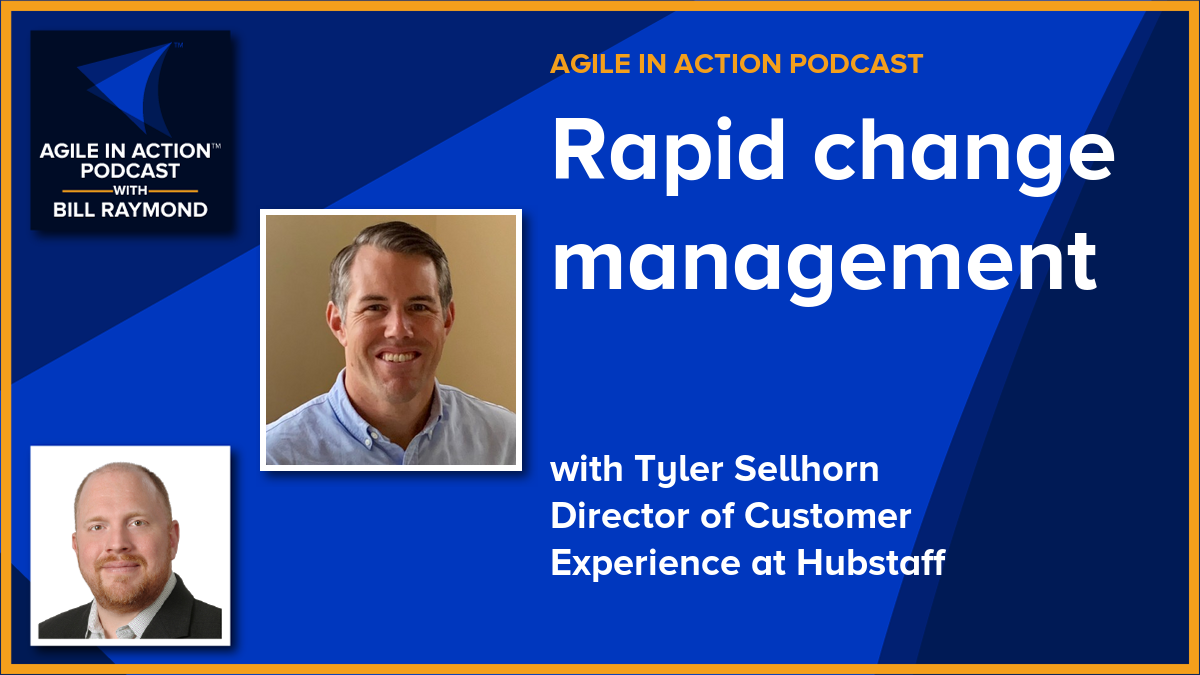 AGILE IN ACTION™
PODCAST
WITH
BILL RAYMOND
AGILE IN ACTION PODCAST
Rapid change
management
with Tyler Sellhorn
Director of Customer
Experience at Hubstaff